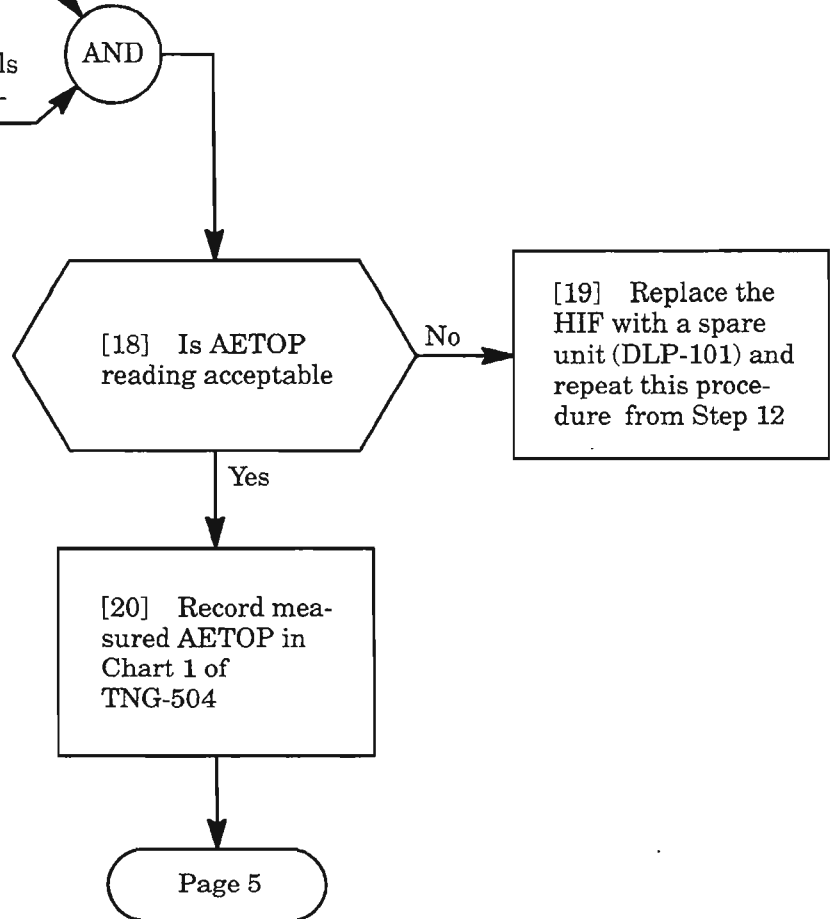 ls
AND
[18] Is AETOP
reading acceptable
No
[19] Replace the
HIF with a spare
unit (DLP-101) and
repeat this proce-
dure from Step 12
Yes
[20] Record mea-
sured AETOP in
Chart 1 of
TNG-504
Page 5